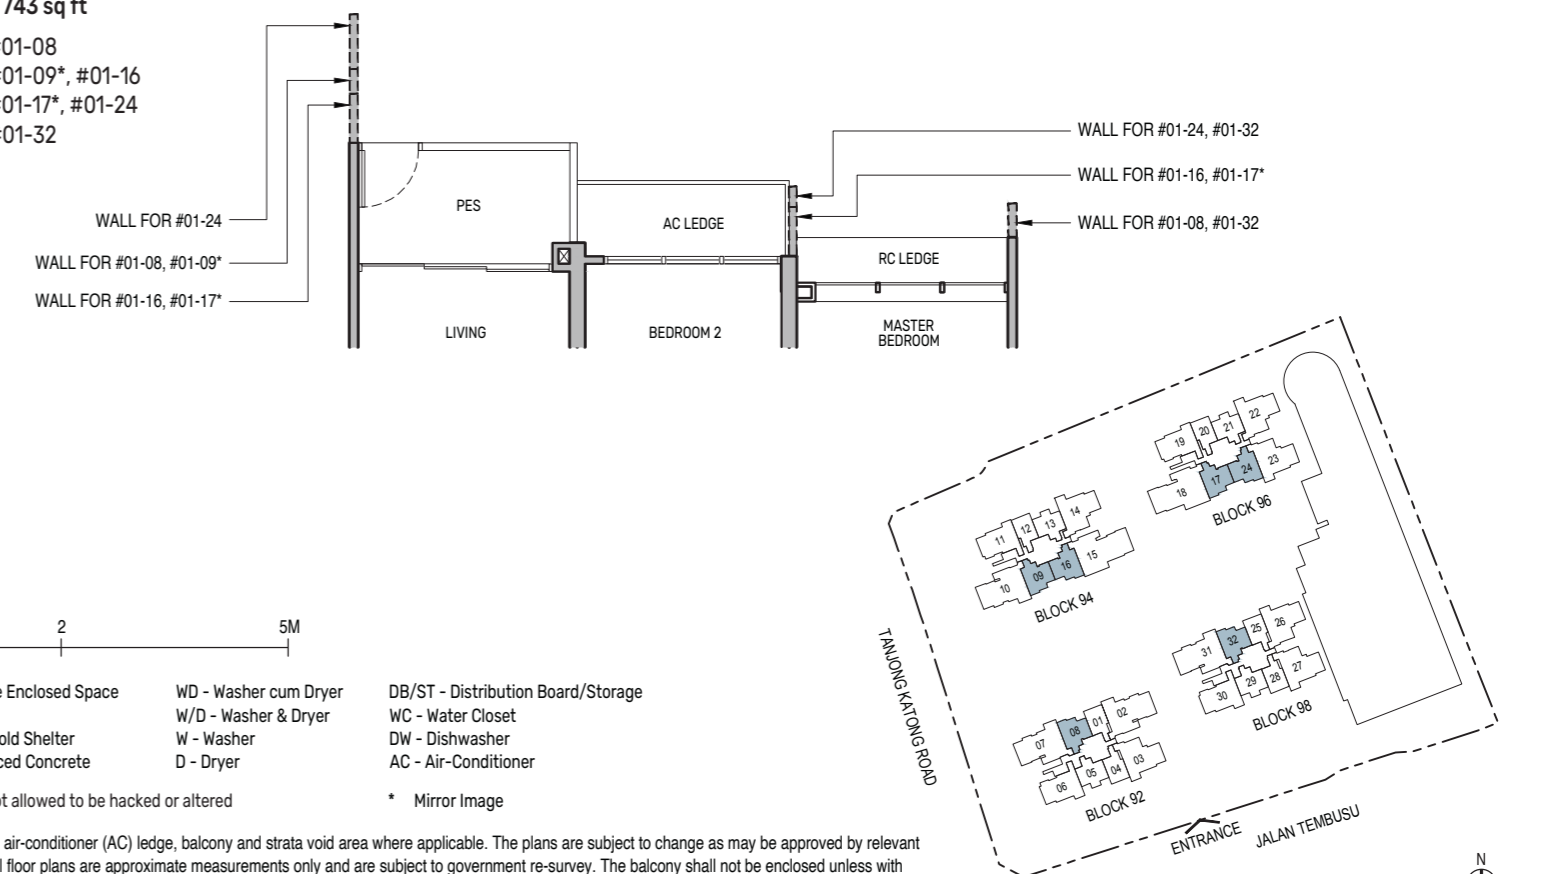 743 sq ft
#01-08
#01-09*, #01-16
#01-17*, #01-24
#01-32
WALL FOR #01-24
WALL FOR #01-08, #01-09*
WALL FOR #01-16, #01-17*
PES
AC LEDGE
RC LEDGE
LIVING
BEDROOM 2
MASTER
BEDROOM
WALL FOR #01-24, #01-32
WALL FOR #01-16, #01-17*
WALL FOR #01-08, #01-32
19 20 21 22
18 17 24 23
BLOCK 96
11 12 13 14
10 09 16 15
BLOCK 94
31 32 25 26
30 29 28 27
BLOCK 98
07 08 01 02
06 05 04 03
BLOCK 92
TANJONG KATONG ROAD
ENTRANCE
JALAN TEMBUSU
N
2 5M
Enclosed Space
WD - Washer cum Dryer
DB/ST - Distribution Board/Storage
W/D - Washer & Dryer
WC - Water Closet
old Shelter
W - Washer
DW - Dishwasher
ced Concrete
D - Dryer
AC - Air-Conditioner
allowed to be hacked or altered
* Mirror Image
air-conditioner (AC) ledge, balcony and strata void area where applicable. The plans are subject to change as may be approved by relevant
floor plans are approximate measurements only and are subject to government re-survey. The balcony shall not be enclosed unless with